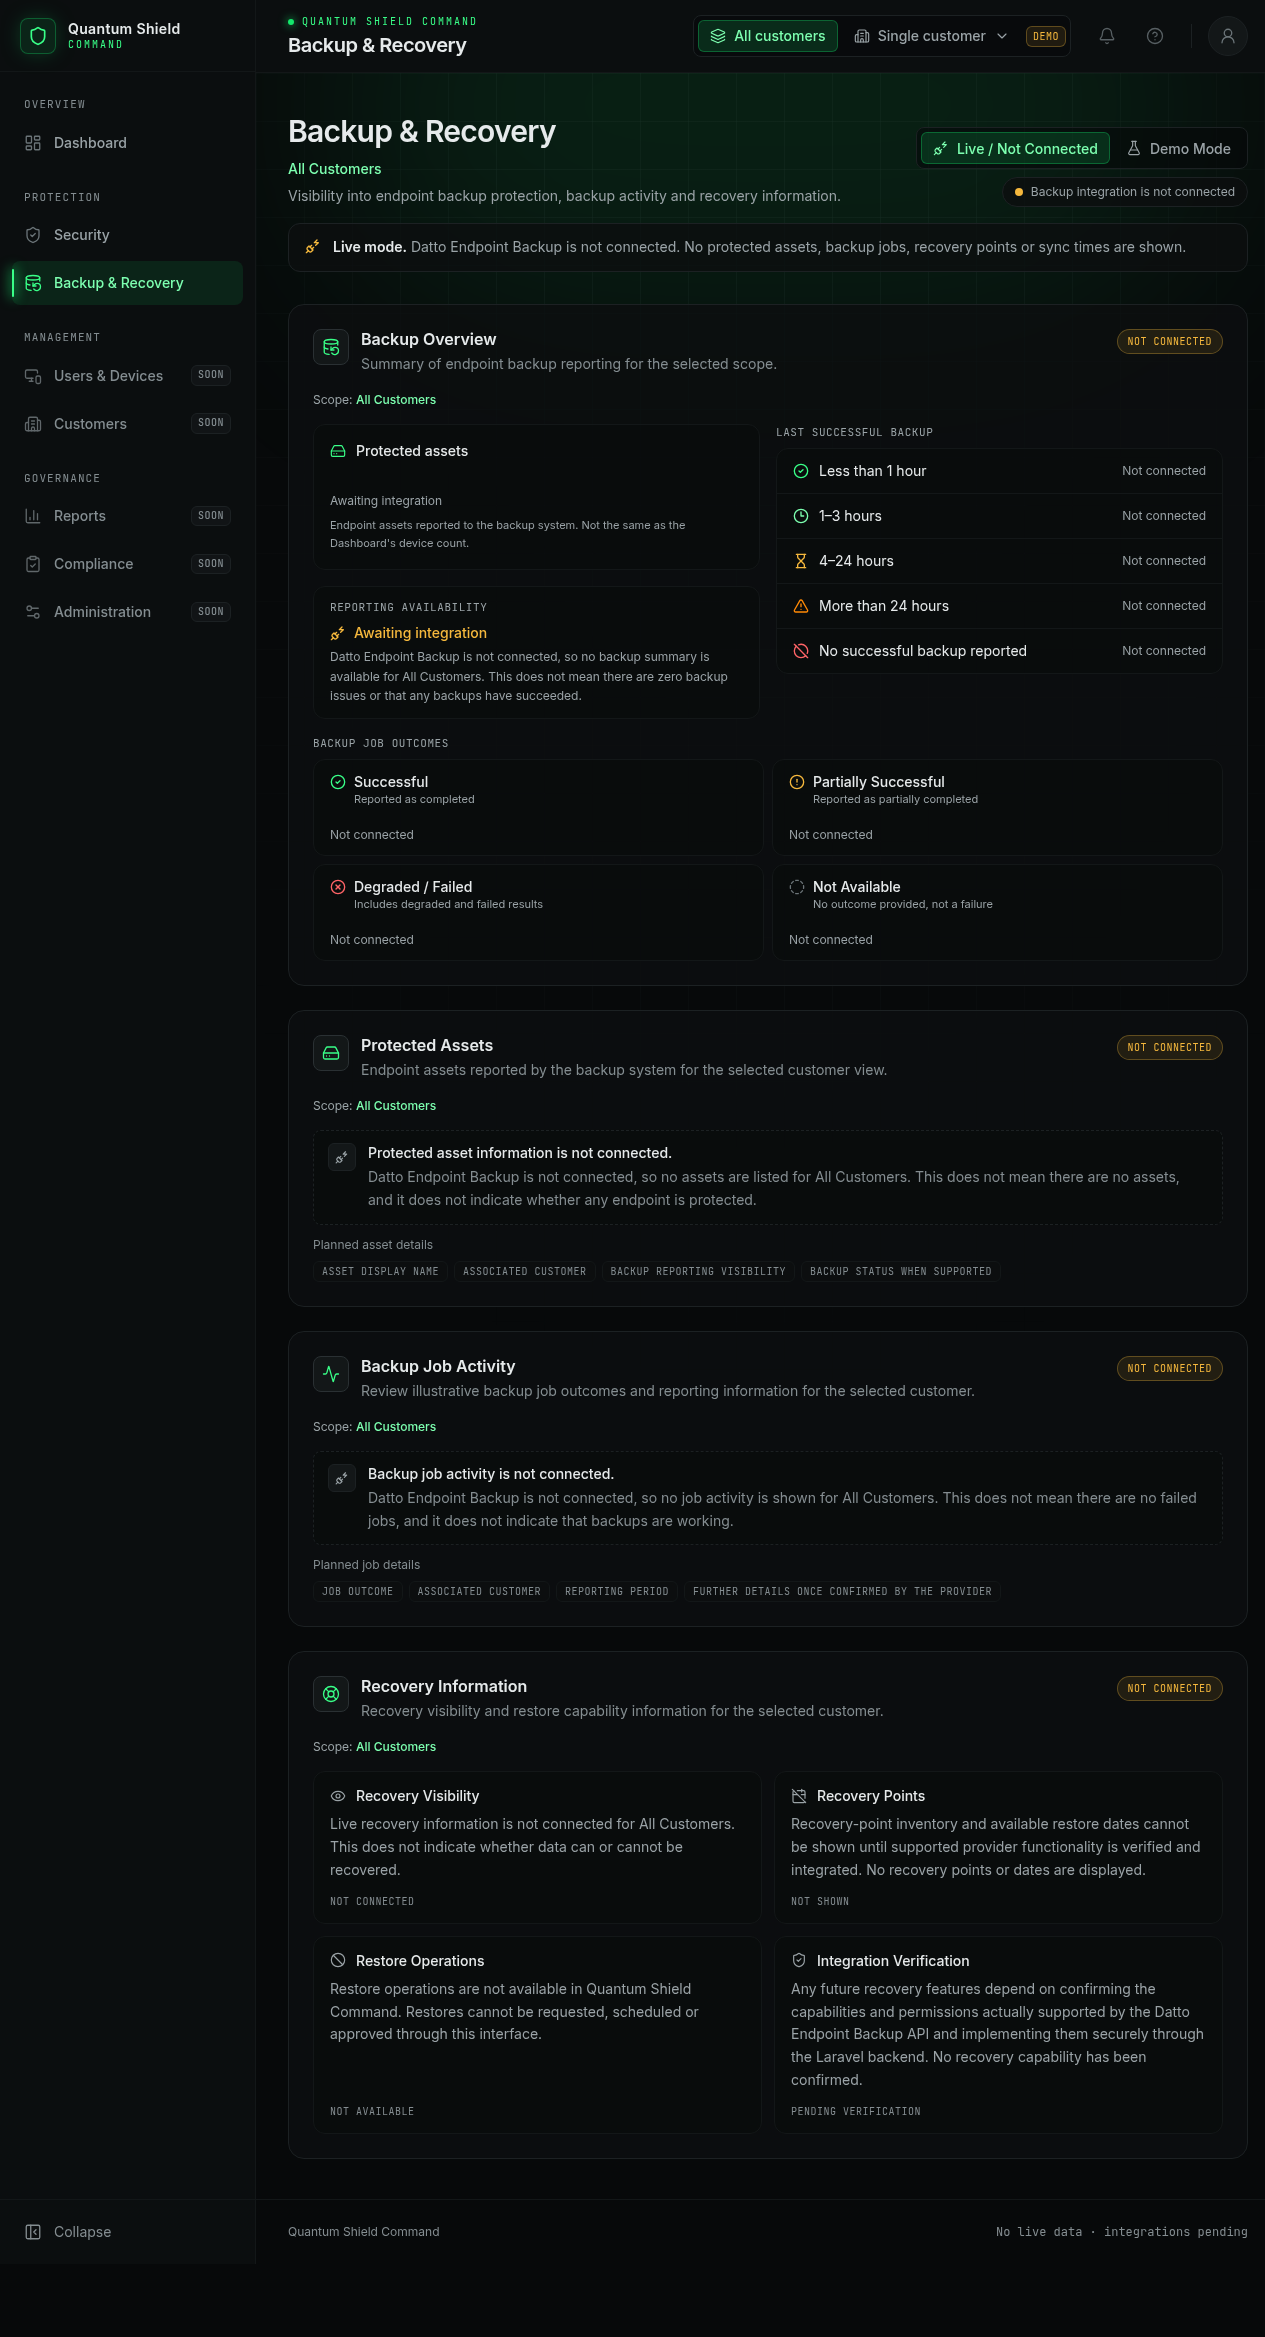 Quantum Shield
COMMAND
OVERVIEW
Dashboard
PROTECTION
Security
Backup & Recovery
MANAGEMENT
Users & Devices SOON
Customers SOON
GOVERNANCE
Reports SOON
Compliance SOON
Administration SOON
Collapse
QUANTUM SHIELD COMMAND
Backup & Recovery
All customers Single customer DEMO
Backup & Recovery
All Customers
Visibility into endpoint backup protection, backup activity and recovery information.
Live / Not Connected Demo Mode
Backup integration is not connected
Live mode. Datto Endpoint Backup is not connected. No protected assets, backup jobs, recovery points or sync times are shown.
Backup Overview
Summary of endpoint backup reporting for the selected scope.
NOT CONNECTED
Scope: All Customers
Protected assets
Awaiting integration
Endpoint assets reported to the backup system. Not the same as the
Dashboard's device count.
REPORTING AVAILABILITY
Awaiting integration
Datto Endpoint Backup is not connected, so no backup summary is
available for All Customers. This does not mean there are zero backup
issues or that any backups have succeeded.
LAST SUCCESSFUL BACKUP
Less than 1 hour Not connected
1–3 hours Not connected
4–24 hours Not connected
More than 24 hours Not connected
No successful backup reported Not connected
BACKUP JOB OUTCOMES
Successful
Reported as completed
Not connected
Partially Successful
Reported as partially completed
Not connected
Degraded / Failed
Includes degraded and failed results
Not connected
Not Available
No outcome provided, not a failure
Not connected
Protected Assets
Endpoint assets reported by the backup system for the selected customer view.
NOT CONNECTED
Scope: All Customers
Protected asset information is not connected.
Datto Endpoint Backup is not connected, so no assets are listed for All Customers. This does not mean there are no assets,
and it does not indicate whether any endpoint is protected.
Planned asset details
ASSET DISPLAY NAME ASSOCIATED CUSTOMER BACKUP REPORTING VISIBILITY BACKUP STATUS WHEN SUPPORTED
Backup Job Activity
Review illustrative backup job outcomes and reporting information for the selected customer.
NOT CONNECTED
Scope: All Customers
Backup job activity is not connected.
Datto Endpoint Backup is not connected, so no job activity is shown for All Customers. This does not mean there are no failed
jobs, and it does not indicate that backups are working.
Planned job details
JOB OUTCOME ASSOCIATED CUSTOMER REPORTING PERIOD FURTHER DETAILS ONCE CONFIRMED BY THE PROVIDER
Recovery Information
Recovery visibility and restore capability information for the selected customer.
NOT CONNECTED
Scope: All Customers
Recovery Visibility
Live recovery information is not connected for All Customers.
This does not indicate whether data can or cannot be
recovered.
NOT CONNECTED
Recovery Points
Recovery-point inventory and available restore dates cannot
be shown until supported provider functionality is verified and
integrated. No recovery points or dates are displayed.
NOT SHOWN
Restore Operations
Restore operations are not available in Quantum Shield
Command. Restores cannot be requested, scheduled or
approved through this interface.
NOT AVAILABLE
Integration Verification
Any future recovery features depend on confirming the
capabilities and permissions actually supported by the Datto
Endpoint Backup API and implementing them securely through
the Laravel backend. No recovery capability has been
confirmed.
PENDING VERIFICATION
Quantum Shield Command
No live data · integrations pending